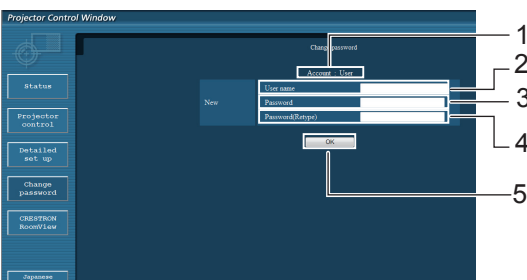 Projector Control Window
Change password
Account : User
New
User name
Password
Password(Retype)
OK
Status
Projector
control
Detailed
set up
Change
password
CRESTRON
RoomView
Japanese
1
2
3
4
5